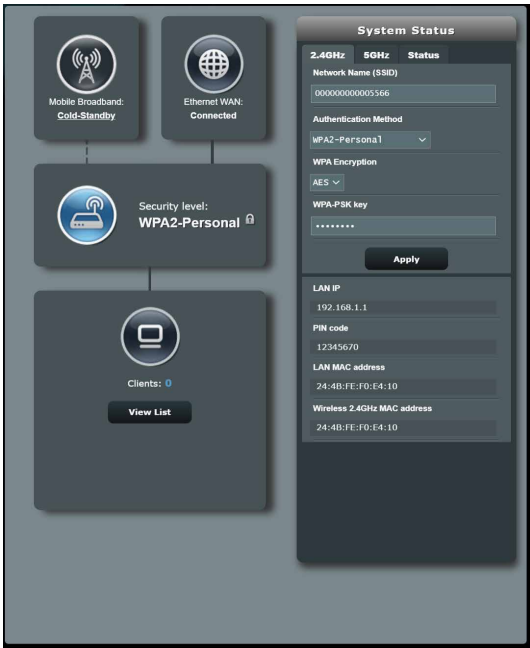 Mobile Broadband:
Cold-Standby
Ethernet WAN:
Connected
Security level:
WPA2-Personal
Clients: 0
View List
System Status
2.4GHz 5GHz Status
Network Name (SSID)
000000000005566
Authentication Method
WPA2-Personal
WPA Encryption
AES
WPA-PSK key
••••••••
Apply
LAN IP
192.168.1.1
PIN code
12345670
LAN MAC address
24:4B:FE:F0:E4:10
Wireless 2.4GHz MAC address
24:4B:FE:F0:E4:10